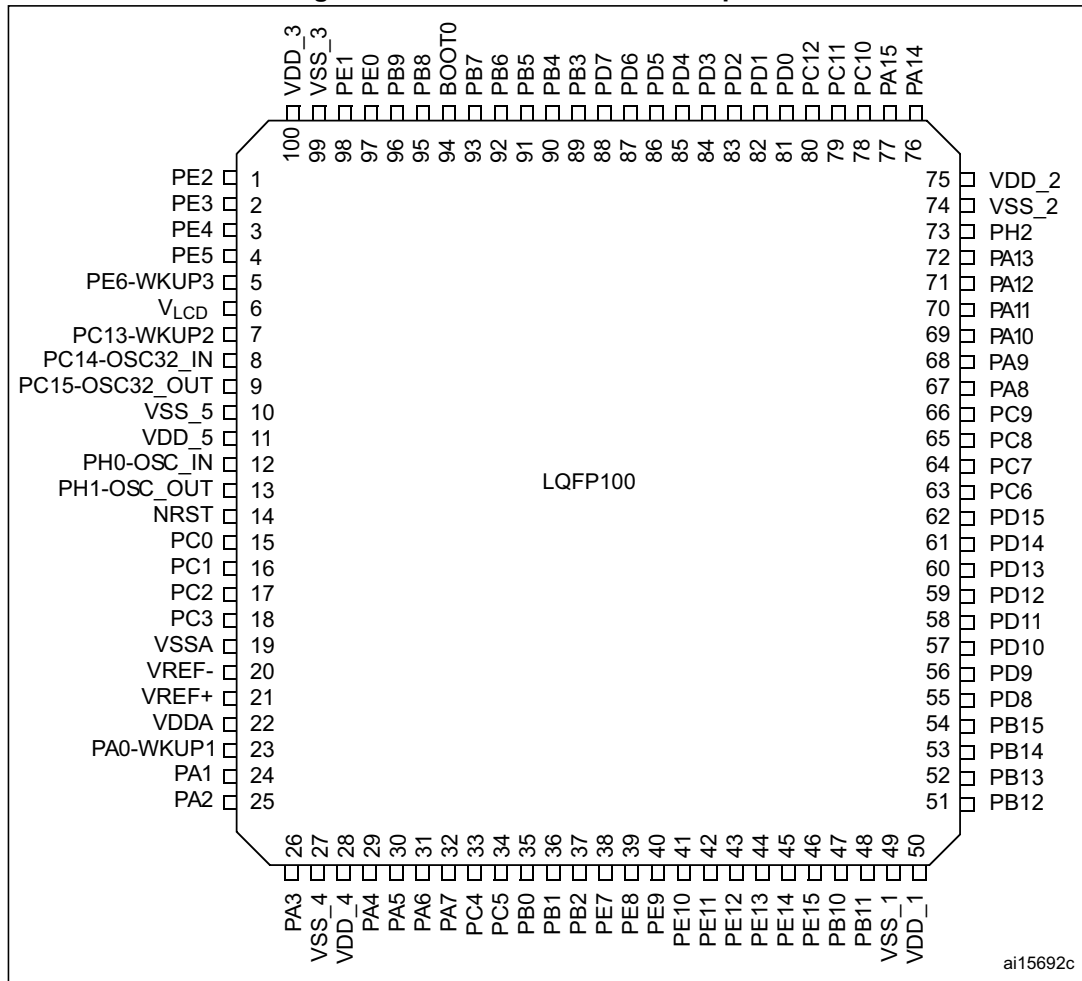 VDD_3
VSS_3
PE1
PE0
PB9
PB8
BOOT0
PB7
PB6
PB5
PB4
PB3
PD7
PD6
PD5
PD4
PD3
PD2
PD1
PD0
PC12
PC11
PC10
PA15
PA14
100
99
98
97
96
95
94
93
92
91
90
89
88
87
86
85
84
83
82
81
80
79
78
77
76
PE2 1
PE3 2
PE4 3
PE5 4
PE6-WKUP3 5
VLCD 6
PC13-WKUP2 7
PC14-OSC32_IN 8
PC15-OSC32_OUT 9
VSS_5 10
VDD_5 11
PH0-OSC_IN 12
PH1-OSC_OUT 13
NRST 14
PC0 15
PC1 16
PC2 17
PC3 18
VSSA 19
VREF- 20
VREF+ 21
VDDA 22
PA0-WKUP1 23
PA1 24
PA2 25
LQFP100
75 VDD_2
74 VSS_2
73 PH2
72 PA13
71 PA12
70 PA11
69 PA10
68 PA9
67 PA8
66 PC9
65 PC8
64 PC7
63 PC6
62 PD15
61 PD14
60 PD13
59 PD12
58 PD11
57 PD10
56 PD9
55 PD8
54 PB15
53 PB14
52 PB13
51 PB12
26
27
28
29
30
31
32
33
34
35
36
37
38
39
40
41
42
43
44
45
46
47
48
49
50
PA3
VSS_4
VDD_4
PA4
PA5
PA6
PA7
PC4
PC5
PB0
PB1
PB2
PE7
PE8
PE9
PE10
PE11
PE12
PE13
PE14
PE15
PB10
PB11
VSS_1
VDD_1
ai15692c